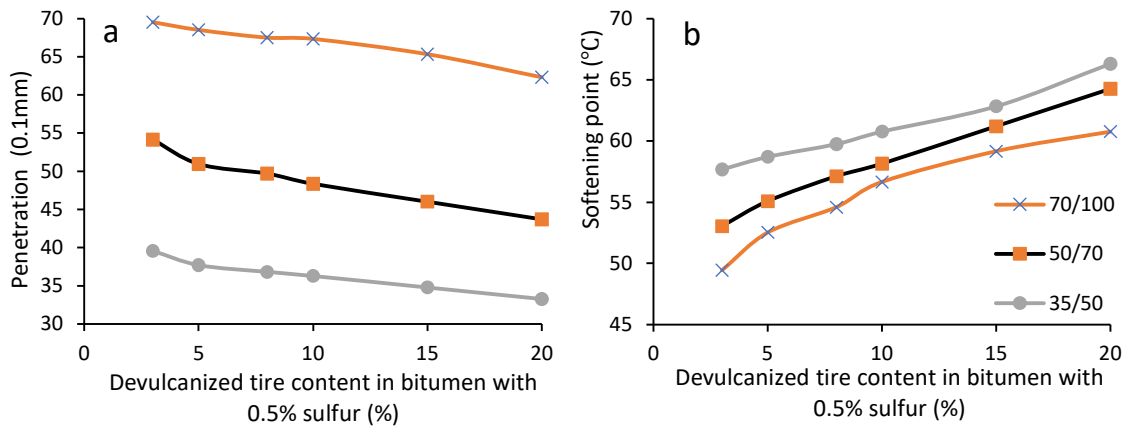 a
Penetration (0.1mm)
70
65
60
55
50
45
40
35
30
0 5 10 15 20
Devulcanized tire content in bitumen with
0.5% sulfur (%)
b
Softening point (°C)
70
65
60
55
50
45
0 5 10 15 20
Devulcanized tire content in bitumen with
0.5% sulfur (%)
70/100
50/70
35/50